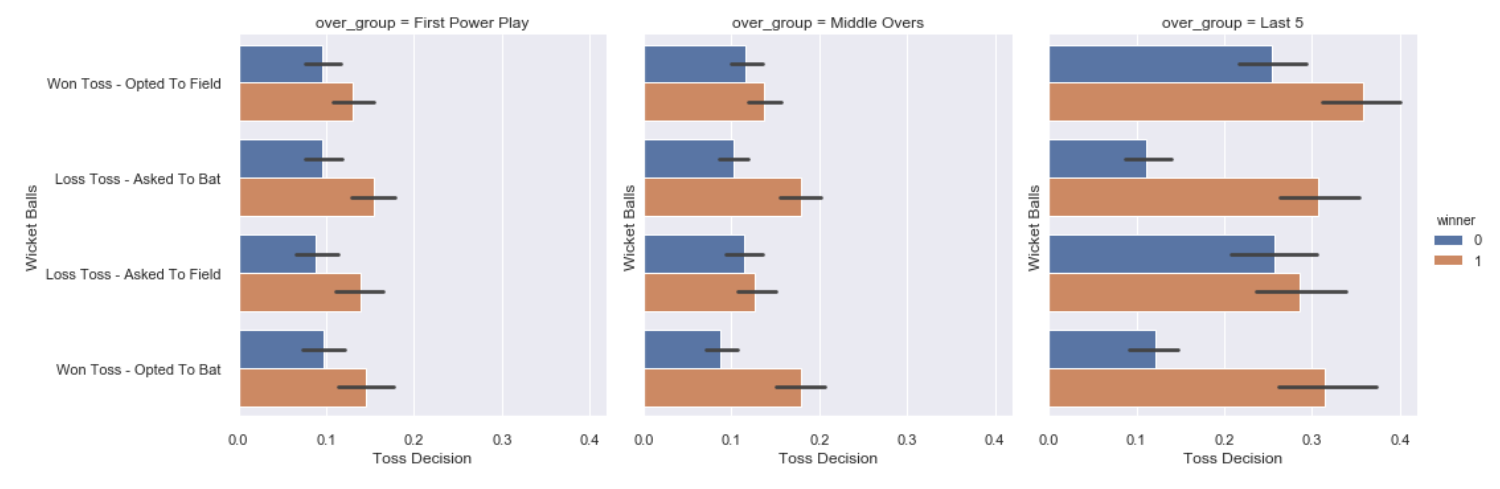 over_group = First Power Play
over_group = Middle Overs
over_group = Last 5
Won Toss - Opted To Field
Loss Toss - Asked To Bat
Loss Toss - Asked To Field
Won Toss - Opted To Bat
Wicket Balls
Wicket Balls
Wicket Balls
winner
0
1
0.0 0.1 0.2 0.3 0.4
0.0 0.1 0.2 0.3 0.4
0.0 0.1 0.2 0.3 0.4
Toss Decision
Toss Decision
Toss Decision